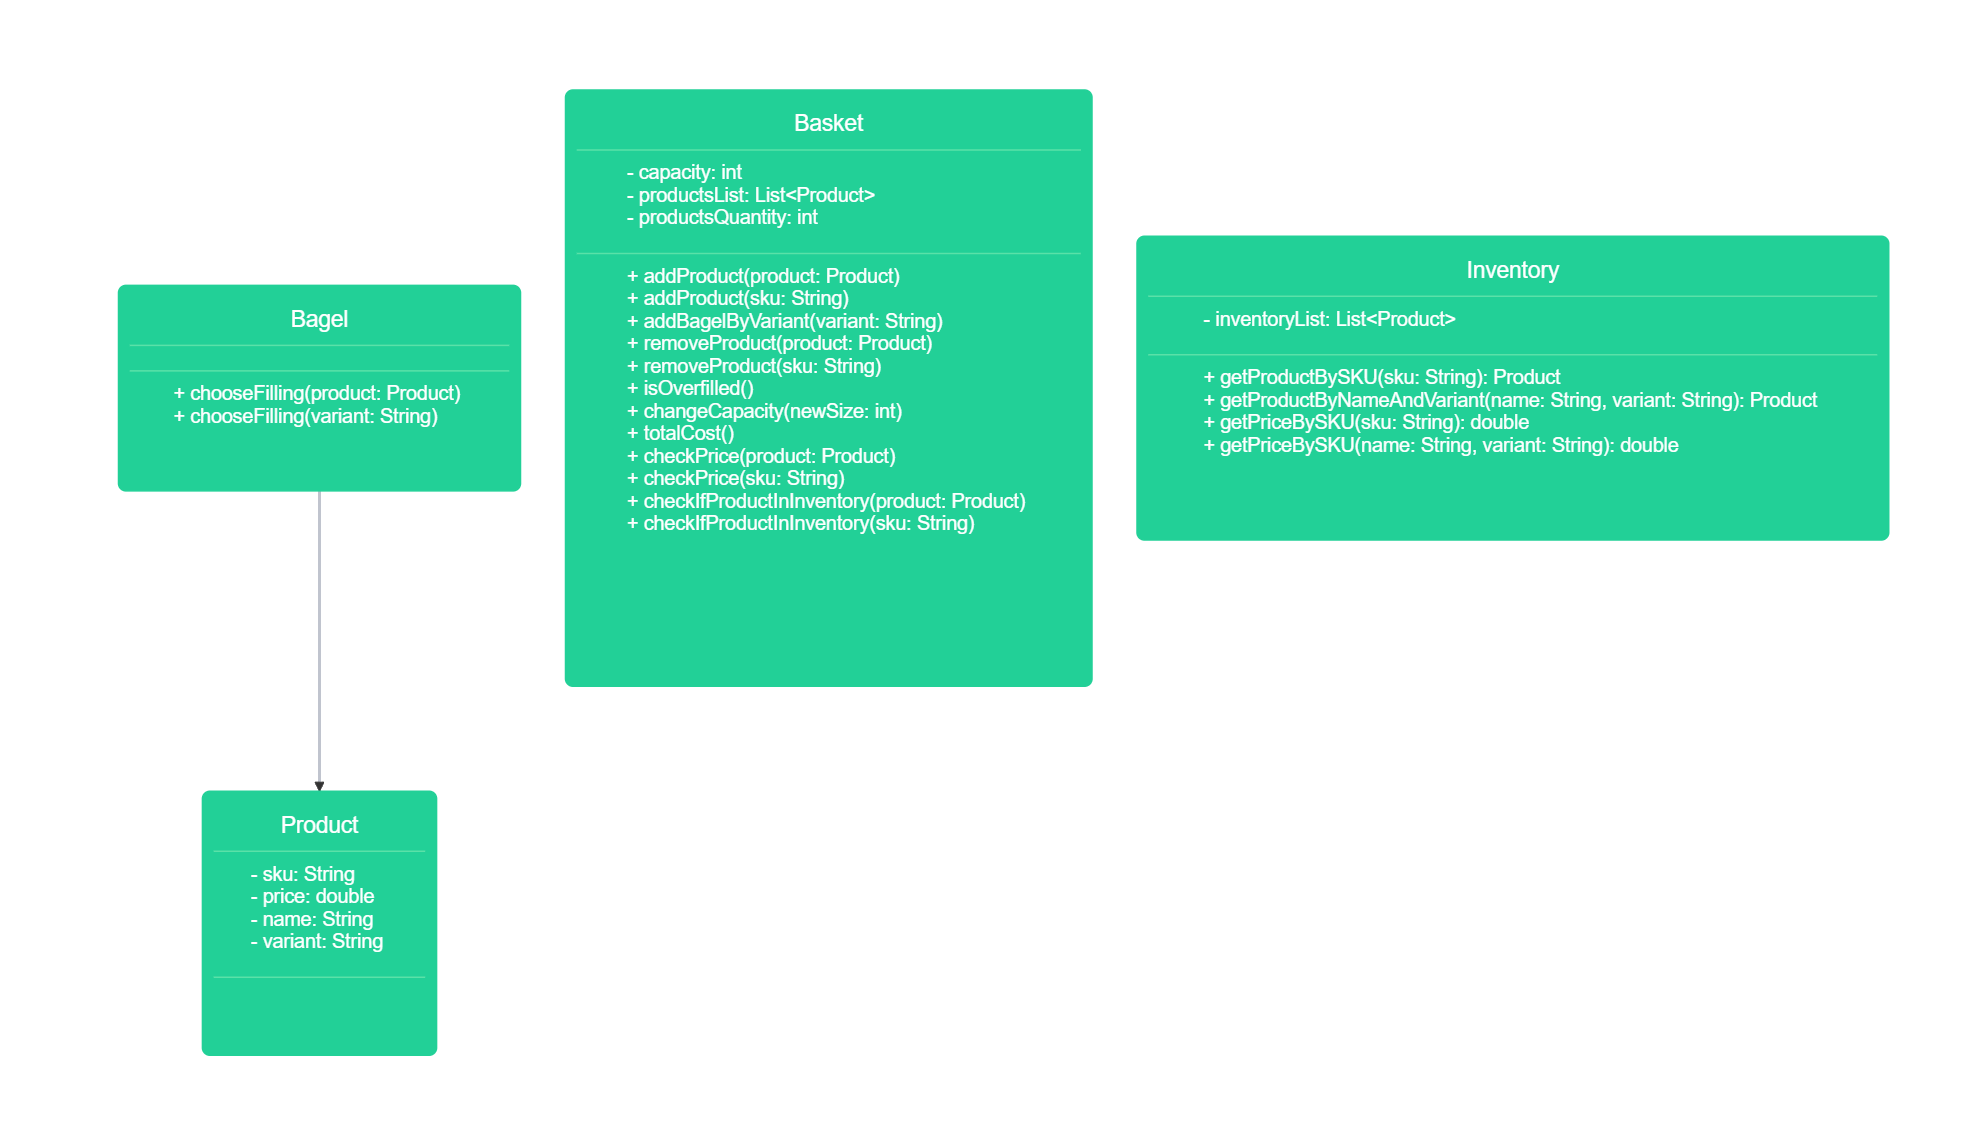 Bagel
+ chooseFilling(product: Product)
+ chooseFilling(variant: String)
Basket
- capacity: int
- productsList: List<Product>
- productsQuantity: int
+ addProduct(product: Product)
+ addProduct(sku: String)
+ addBagelByVariant(variant: String)
+ removeProduct(product: Product)
+ removeProduct(sku: String)
+ isOverfilled()
+ changeCapacity(newSize: int)
+ totalCost()
+ checkPrice(product: Product)
+ checkPrice(sku: String)
+ checkIfProductInInventory(product: Product)
+ checkIfProductInInventory(sku: String)
Inventory
- inventoryList: List<Product>
+ getProductBySKU(sku: String): Product
+ getProductByNameAndVariant(name: String, variant: String): Product
+ getPriceBySKU(sku: String): double
+ getPriceBySKU(name: String, variant: String): double
Product
- sku: String
- price: double
- name: String
- variant: String